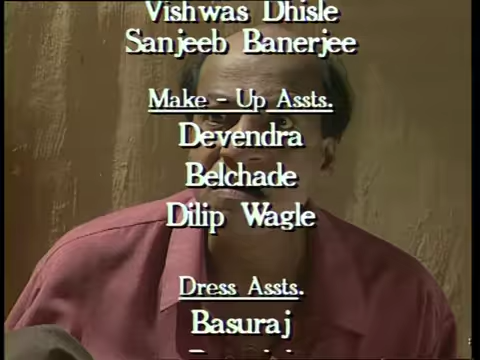 Vishwas Dhisle
Sanjeeb Banerjee
Make - Up Assts.
Devendra
Belchade
Dilip Wagle
Dress Assts.
Basuraj